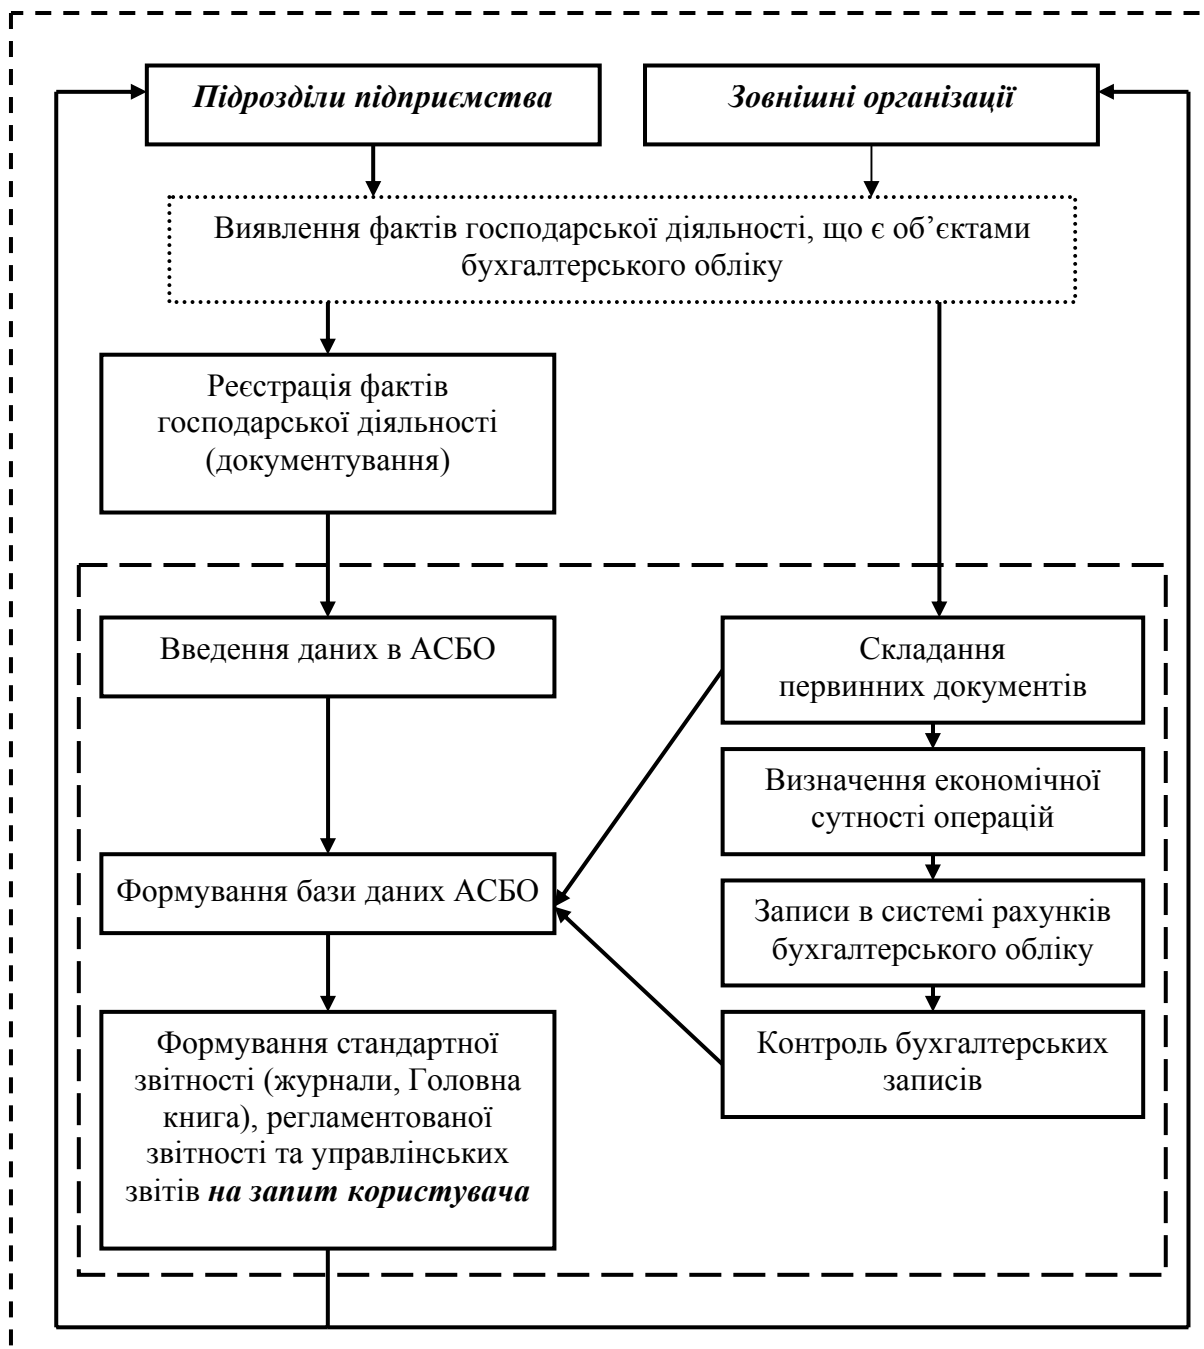 Підрозділи підприємства
Зовнішні організації
Виявлення фактів господарської діяльності, що є об’єктами
бухгалтерського обліку
Реєстрація фактів
господарської діяльності
(документування)
Введення даних в АСБО
Складання
первинних документів
Визначення економічної
сутності операцій
Формування бази даних АСБО
Записи в системі рахунків
бухгалтерського обліку
Формування стандартної
звітності (журнали, Головна
книга), регламентованої
звітності та управлінських
звітів на запит користувача
Контроль бухгалтерських
записів